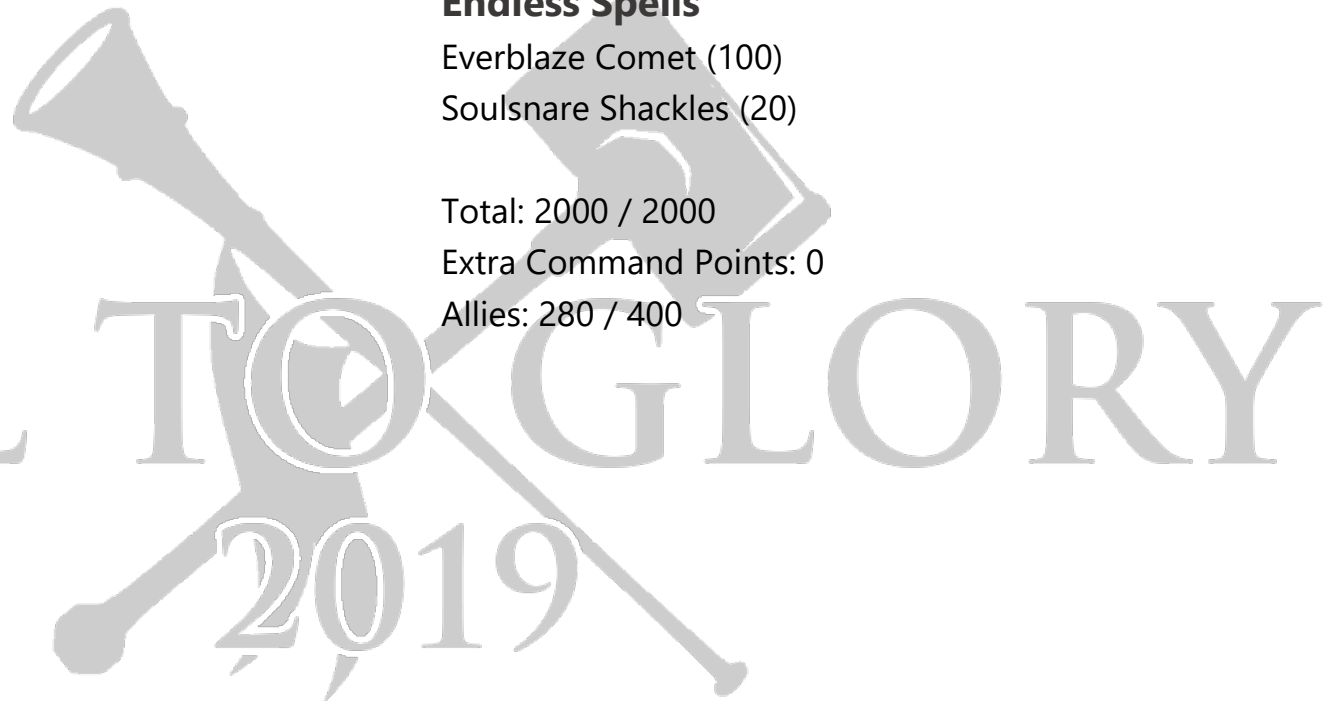 Endless Spells
Everblaze Comet (100)
Soulsnare Shackles (20)
Total: 2000 / 2000
Extra Command Points: 0
Allies: 280 / 400
TO GLORY
2019